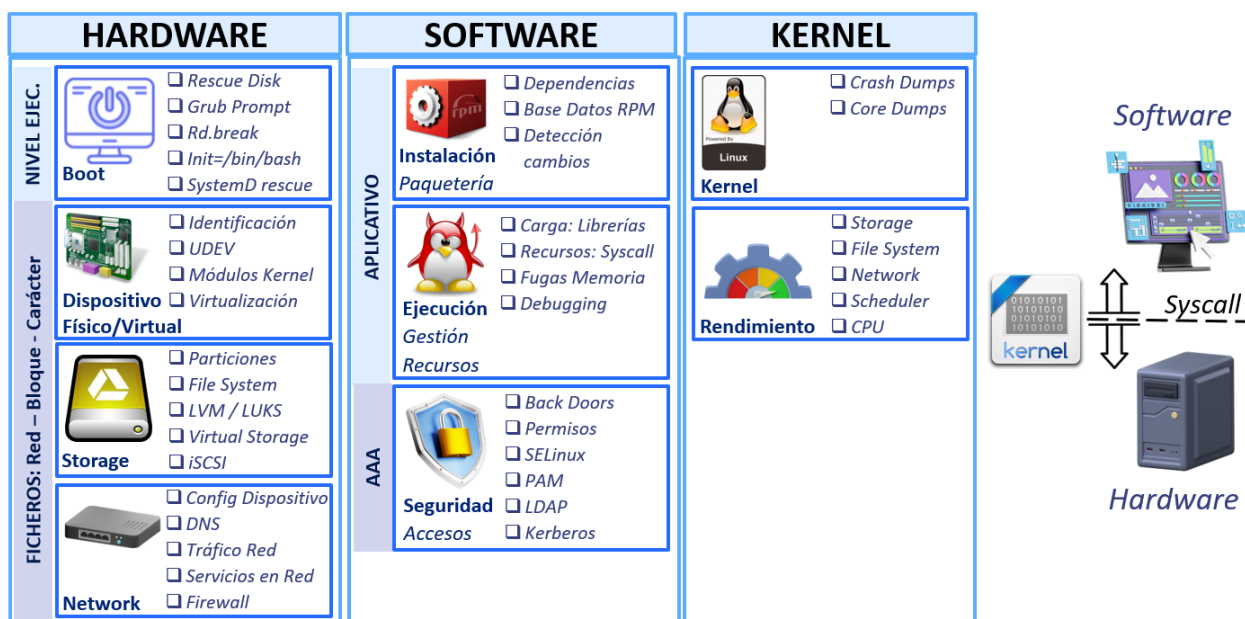 HARDWARE
NIVEL EJEC.
Boot
❑ Rescue Disk
❑ Grub Prompt
❑ Rd.break
❑ Init=/bin/bash
❑ SystemD rescue
FICHEROS: Red – Bloque - Carácter
Dispositivo
Físico/Virtual
❑ Identificación
❑ UDEV
❑ Módulos Kernel
❑ Virtualización
Storage
❑ Particiones
❑ File System
❑ LVM / LUKS
❑ Virtual Storage
❑ iSCSI
Network
❑ Config Dispositivo
❑ DNS
❑ Tráfico Red
❑ Servicios en Red
❑ Firewall
SOFTWARE
APLICATIVO
rpm
Instalación
Paquetería
❑ Dependencias
❑ Base Datos RPM
❑ Detección
cambios
Ejecución
Gestión
Recursos
❑ Carga: Librerías
❑ Recursos: Syscall
❑ Fugas Memoria
❑ Debugging
AAA
Seguridad
Accesos
❑ Back Doors
❑ Permisos
❑ SELinux
❑ PAM
❑ LDAP
❑ Kerberos
KERNEL
Powered by
Linux
Kernel
❑ Crash Dumps
❑ Core Dumps
Rendimiento
❑ Storage
❑ File System
❑ Network
❑ Scheduler
❑ CPU
Software
01010101
10101010
01010101
10101010
kernel
Syscall
Hardware